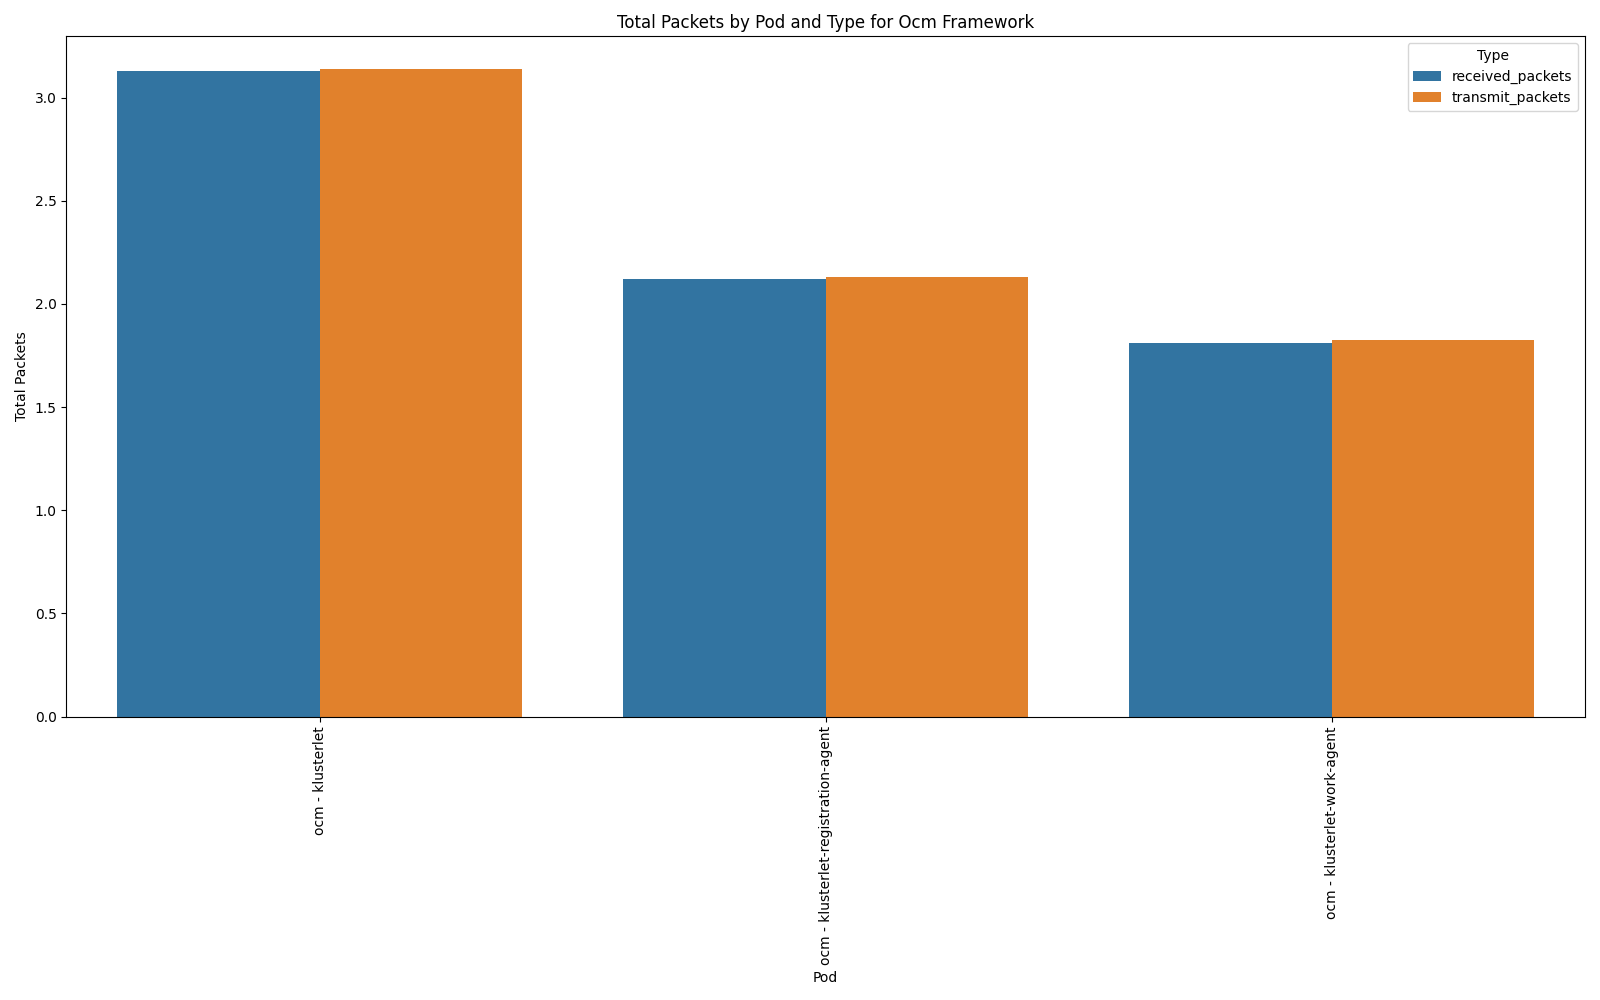 Total Packets by Pod and Type for Ocm Framework
Type
received_packets
transmit_packets
Total Packets
3.0
2.5
2.0
1.5
1.0
0.5
0.0
ocm - klusterlet
ocm - klusterlet-registration-agent
ocm - klusterlet-work-agent
Pod